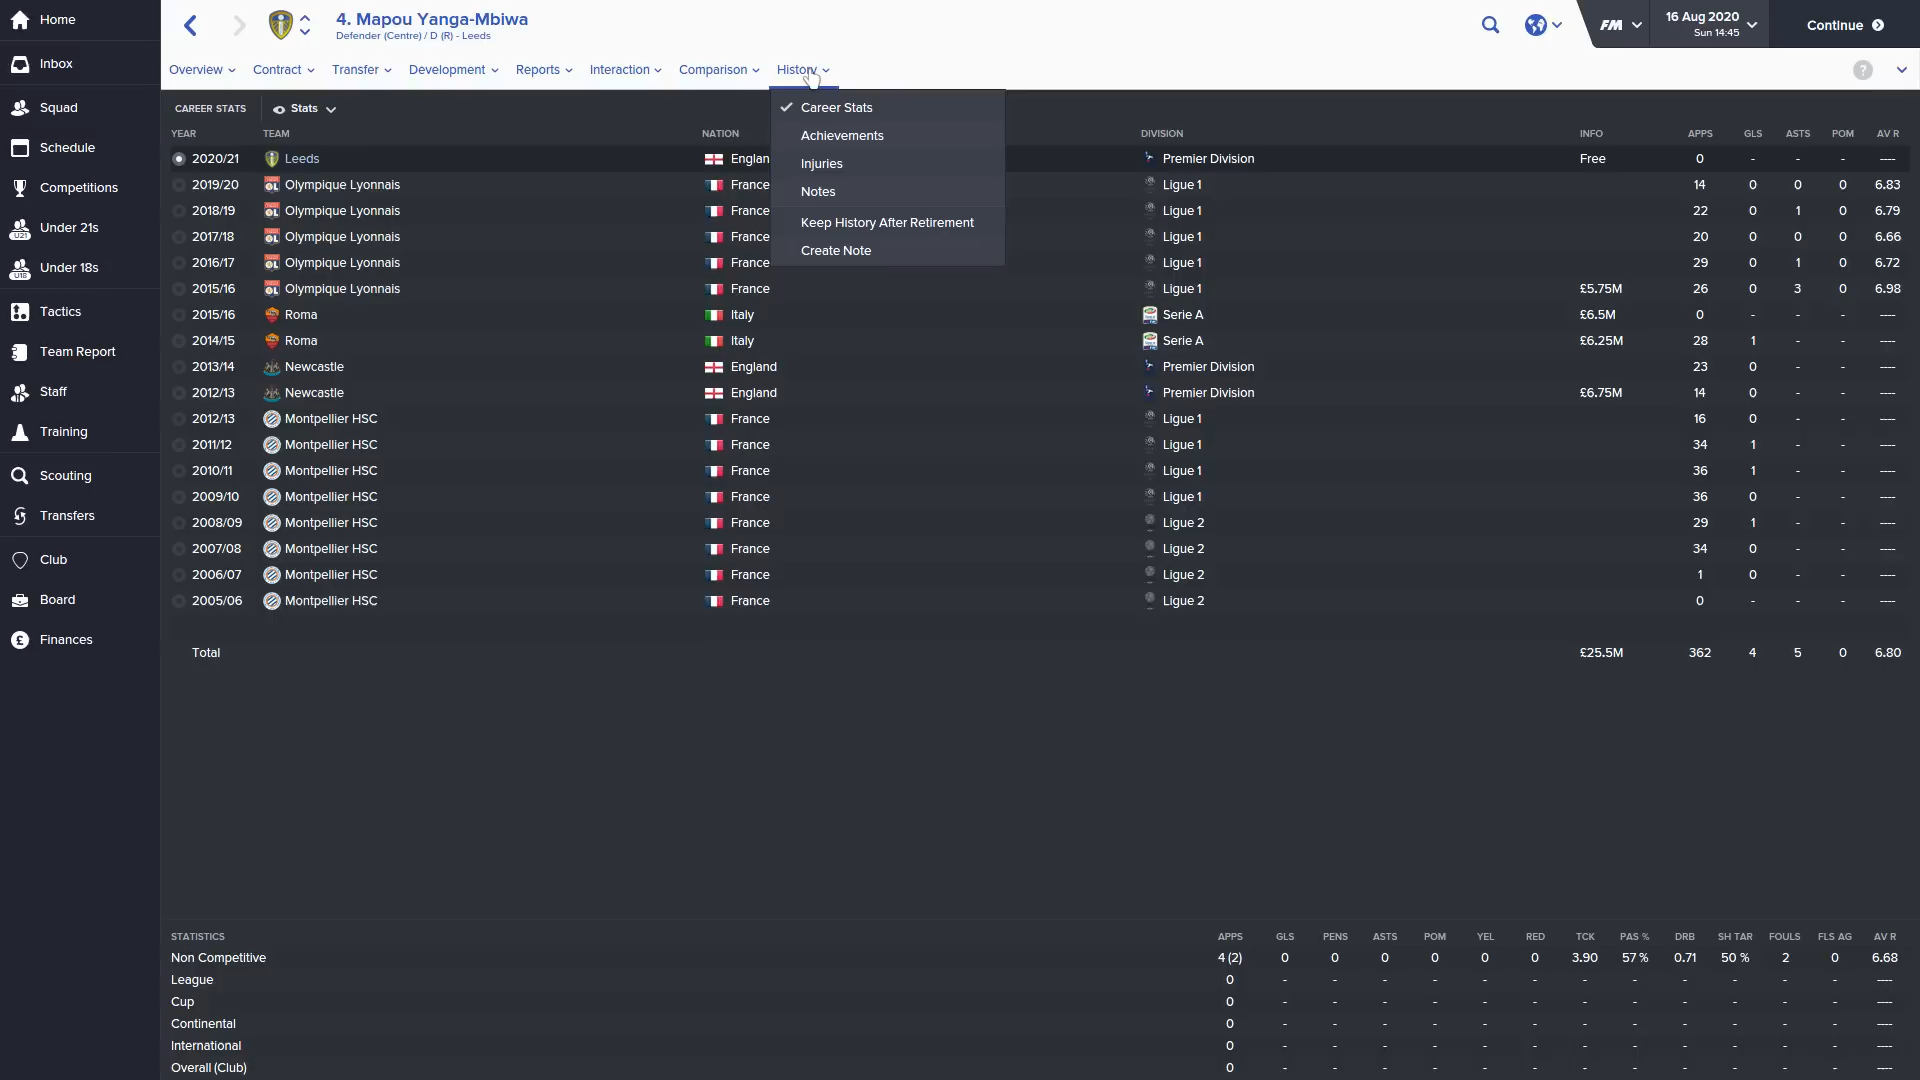 Home
Inbox
Squad
Schedule
Competitions
U21
Under 21s
U18
Under 18s
Tactics
Team Report
Staff
Training
Scouting
Transfers
Club
Board
£
Finances
4. Mapou Yanga-Mbiwa
Defender (Centre) / D (R) - Leeds
FM
16 Aug 2020
Sun 14:45
Continue
Overview Contract Transfer Development Reports Interaction Comparison History ?
CAREER STATS Stats
Career Stats
Achievements
Injuries
Notes
Keep History After Retirement
Create Note
YEAR TEAM NATION DIVISION INFO APPS GLS ASTS POM AV R
2020/21 Leeds Englan Premier Division Free 0 - - - ----
2019/20 Olympique Lyonnais France Ligue 1 14 0 0 0 6.83
2018/19 Olympique Lyonnais France Ligue 1 22 0 1 0 6.79
2017/18 Olympique Lyonnais France Ligue 1 20 0 0 0 6.66
2016/17 Olympique Lyonnais France Ligue 1 29 0 1 0 6.72
2015/16 Olympique Lyonnais France Ligue 1 £5.75M 26 0 3 0 6.98
2015/16 Roma Italy Serie A £6.5M 0 - - - ----
2014/15 Roma Italy Serie A £6.25M 28 1 - - ----
2013/14 Newcastle England Premier Division 23 0 - - ----
2012/13 Newcastle England Premier Division £6.75M 14 0 - - ----
2012/13 Montpellier HSC France Ligue 1 16 0 - - ----
2011/12 Montpellier HSC France Ligue 1 34 1 - - ----
2010/11 Montpellier HSC France Ligue 1 36 1 - - ----
2009/10 Montpellier HSC France Ligue 1 36 0 - - ----
2008/09 Montpellier HSC France Ligue 2 29 1 - - ----
2007/08 Montpellier HSC France Ligue 2 34 0 - - ----
2006/07 Montpellier HSC France Ligue 2 1 0 - - ----
2005/06 Montpellier HSC France Ligue 2 0 - - - ----
Total £25.5M 362 4 5 0 6.80
STATISTICS APPS GLS PENS ASTS POM YEL RED TCK PAS % DRB SH TAR FOULS FLS AG AV R
Non Competitive 4 (2) 0 0 0 0 0 0 3.90 57 % 0.71 50 % 2 0 6.68
League 0 - - - - - - - - - - - - ----
Cup 0 - - - - - - - - - - - - ----
Continental 0 - - - - - - - - - - - - ----
International 0 - - - - - - - - - - - - ----
Overall (Club) 0 - - - - - - - - - - - - ----